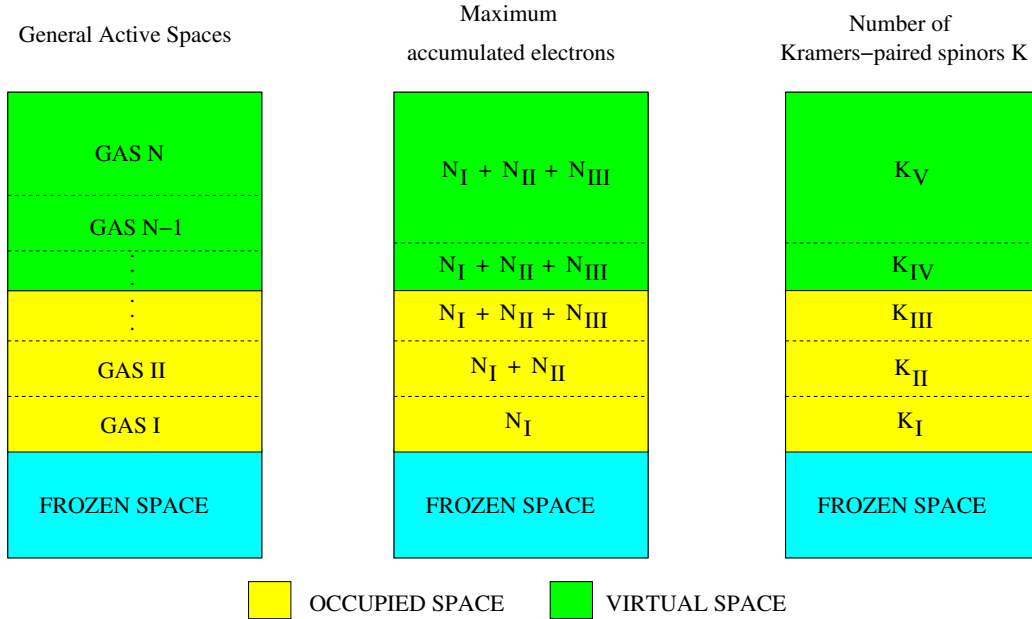 General Active Spaces
GAS N
GAS N−1
GAS II
GAS I
FROZEN SPACE
Maximum
accumulated electrons
N_I + N_II + N_III
N_I + N_II + N_III
N_I + N_II + N_III
N_I + N_II
N_I
FROZEN SPACE
Number of
Kramers−paired spinors K
K_V
K_IV
K_III
K_II
K_I
FROZEN SPACE
OCCUPIED SPACE
VIRTUAL SPACE